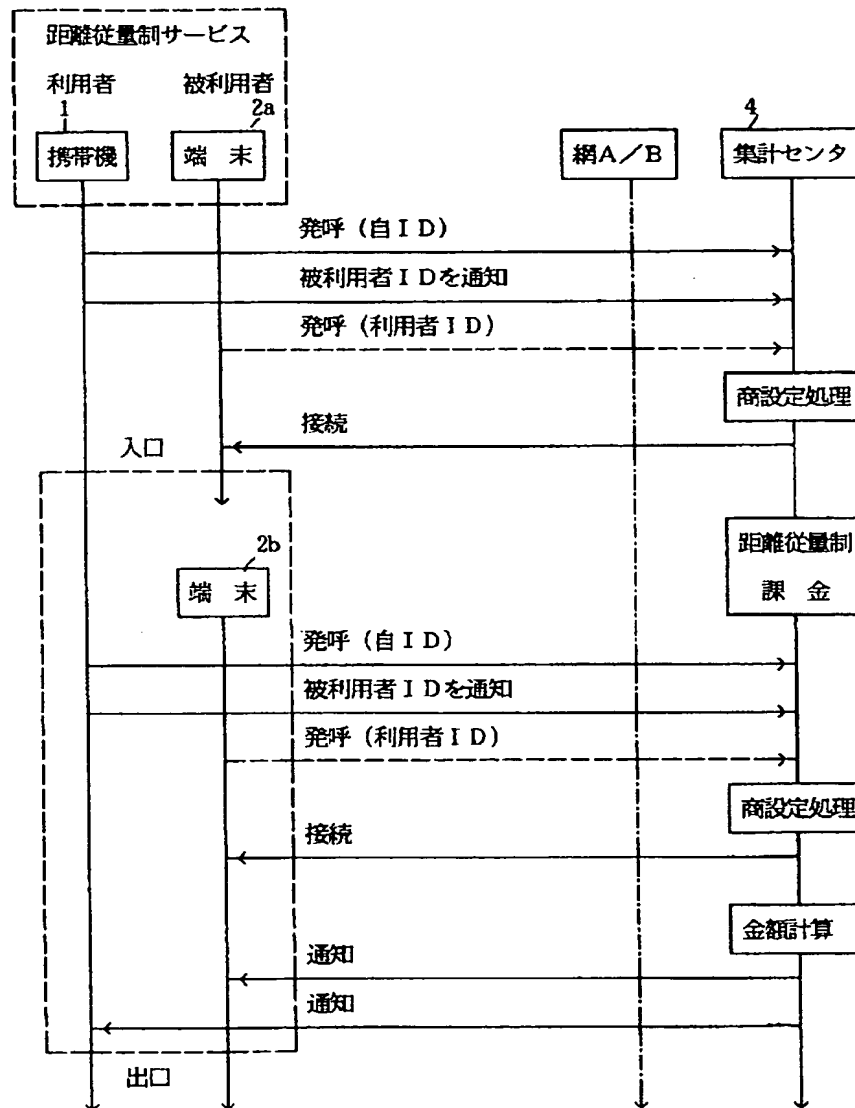 距離従量制サービス
利用者 被利用者
1 2a 4
携帯機 端 末 網A／B 集計センタ
発呼（自ID）
被利用者IDを通知
発呼（利用者ID）
商設定処理
接続
入口
2b
端 末
距離従量制
課 金
発呼（自ID）
被利用者IDを通知
発呼（利用者ID）
商設定処理
接続
金額計算
通知
通知
出口